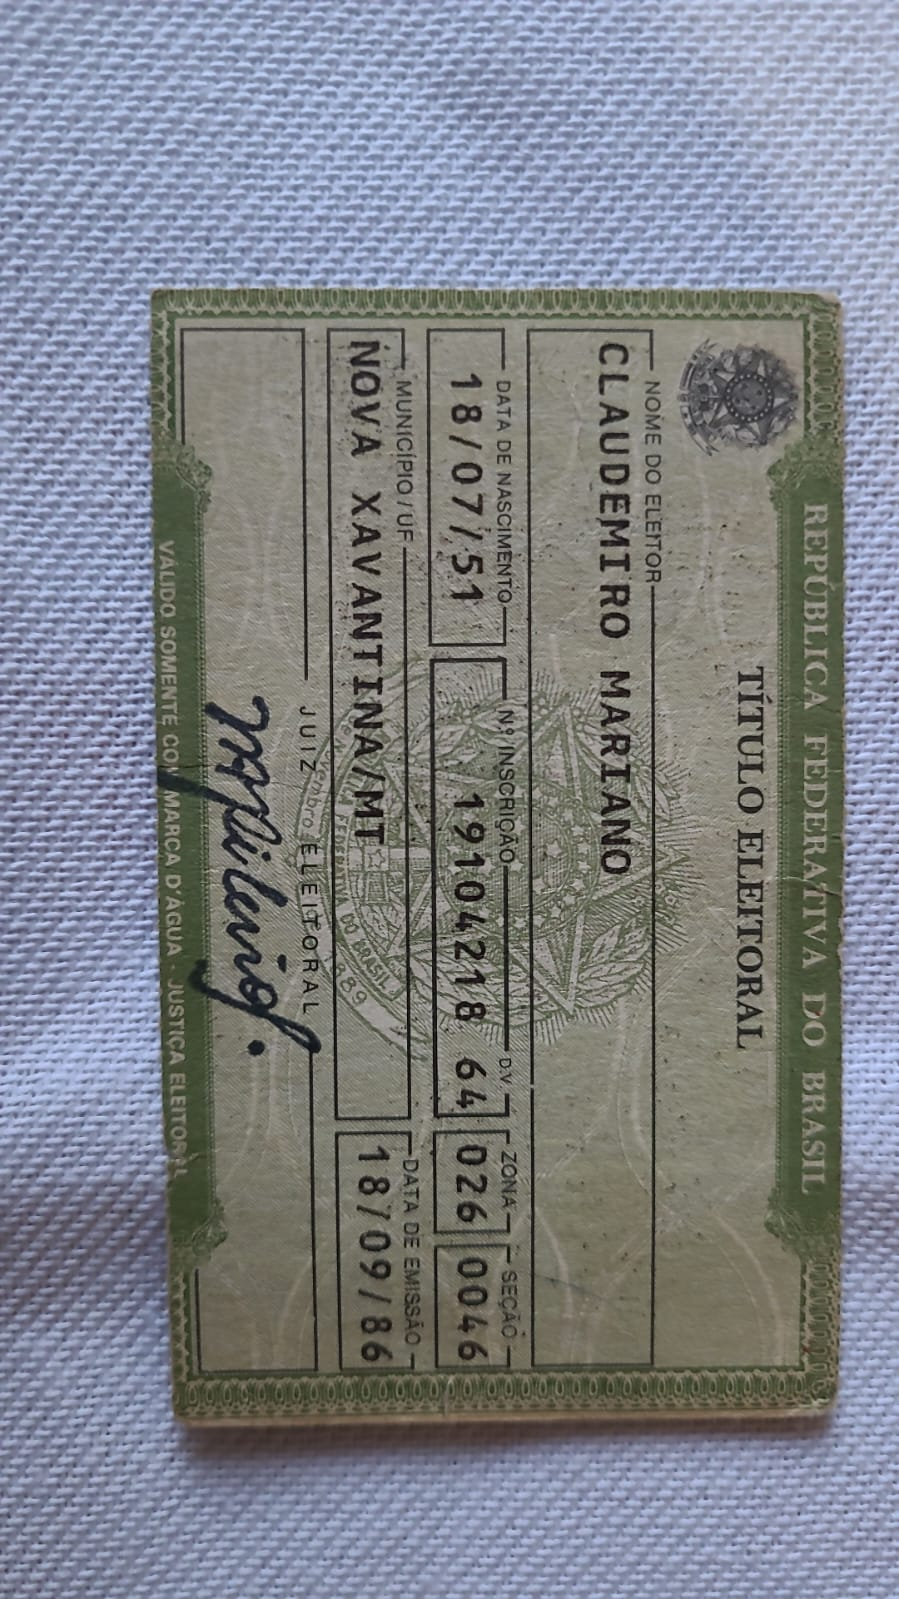 REPÚBLICA FEDERATIVA DO BRASIL
TÍTULO ELEITORAL
NOME DO ELEITOR
CLAUDEMIRO MARIANO
DATA DE NASCIMENTO Nº INSCRIÇÃO D.V. ZONA SEÇÃO
18/07/51 19104218 64 026 0046
MUNICÍPIO/UF DATA DE EMISSÃO
NOVA XAVANTINA/MT 18/09/86
JUIZ ELEITORAL
VÁLIDO SOMENTE COM MARCA D'ÁGUA - JUSTIÇA ELEITORAL